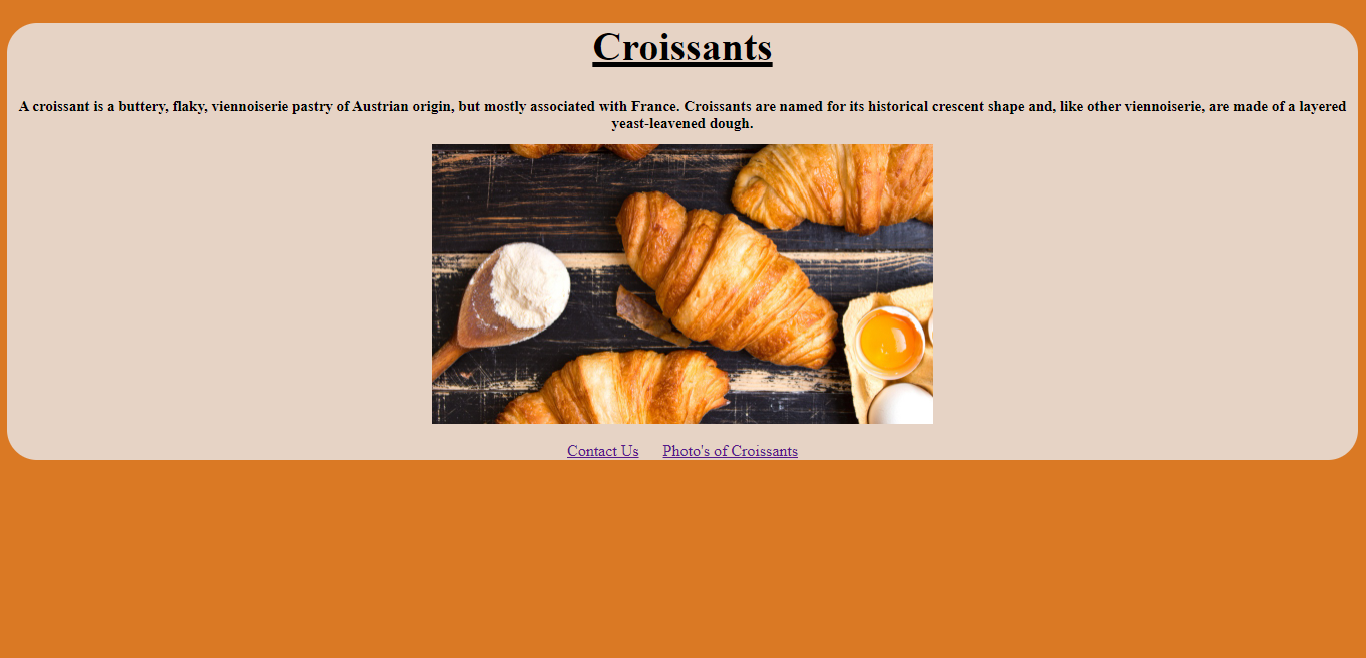 Croissants
A croissant is a buttery, flaky, viennoiserie pastry of Austrian origin, but mostly associated with France. Croissants are named for its historical crescent shape and, like other viennoiserie, are made of a layered
yeast-leavened dough.
Contact Us Photo's of Croissants